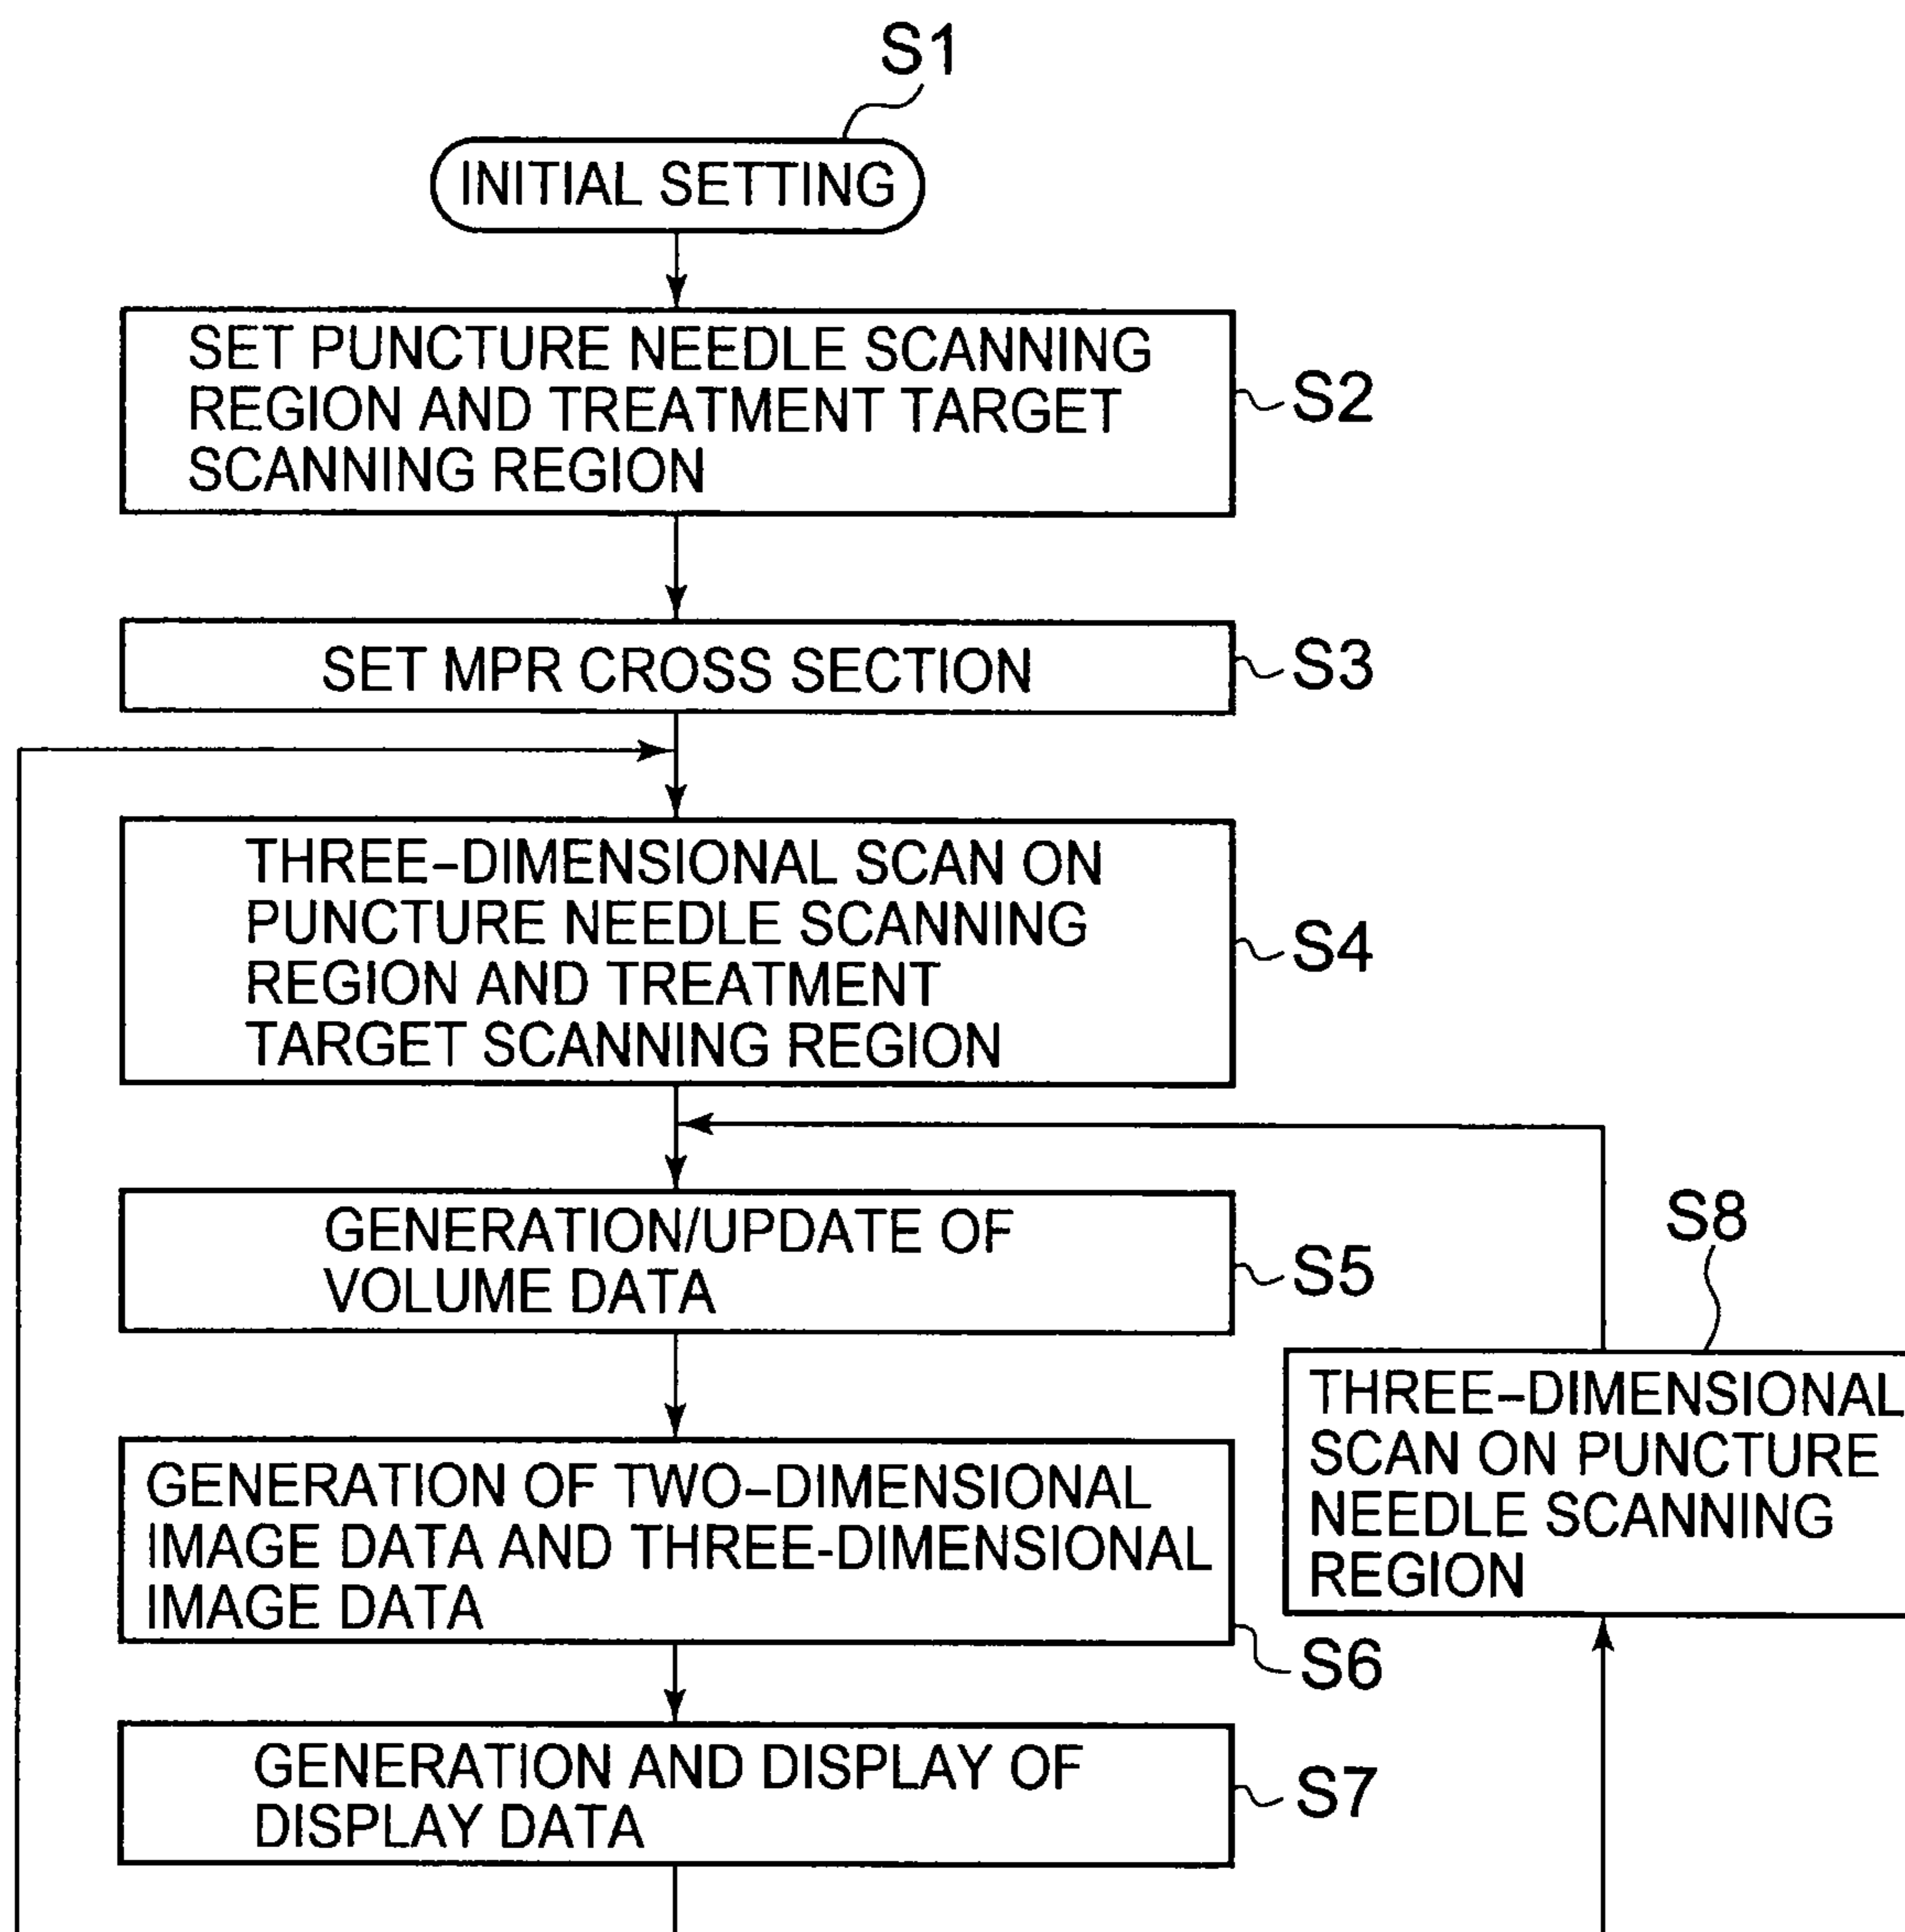 S1
INITIAL SETTING
SET PUNCTURE NEEDLE SCANNING
REGION AND TREATMENT TARGET
SCANNING REGION
S2
SET MPR CROSS SECTION
S3
THREE–DIMENSIONAL SCAN ON
PUNCTURE NEEDLE SCANNING
REGION AND TREATMENT
TARGET SCANNING REGION
S4
GENERATION/UPDATE OF
VOLUME DATA
S5
S8
THREE–DIMENSIONAL
SCAN ON PUNCTURE
NEEDLE SCANNING
REGION
GENERATION OF TWO–DIMENSIONAL
IMAGE DATA AND THREE-DIMENSIONAL
IMAGE DATA
S6
GENERATION AND DISPLAY OF
DISPLAY DATA
S7